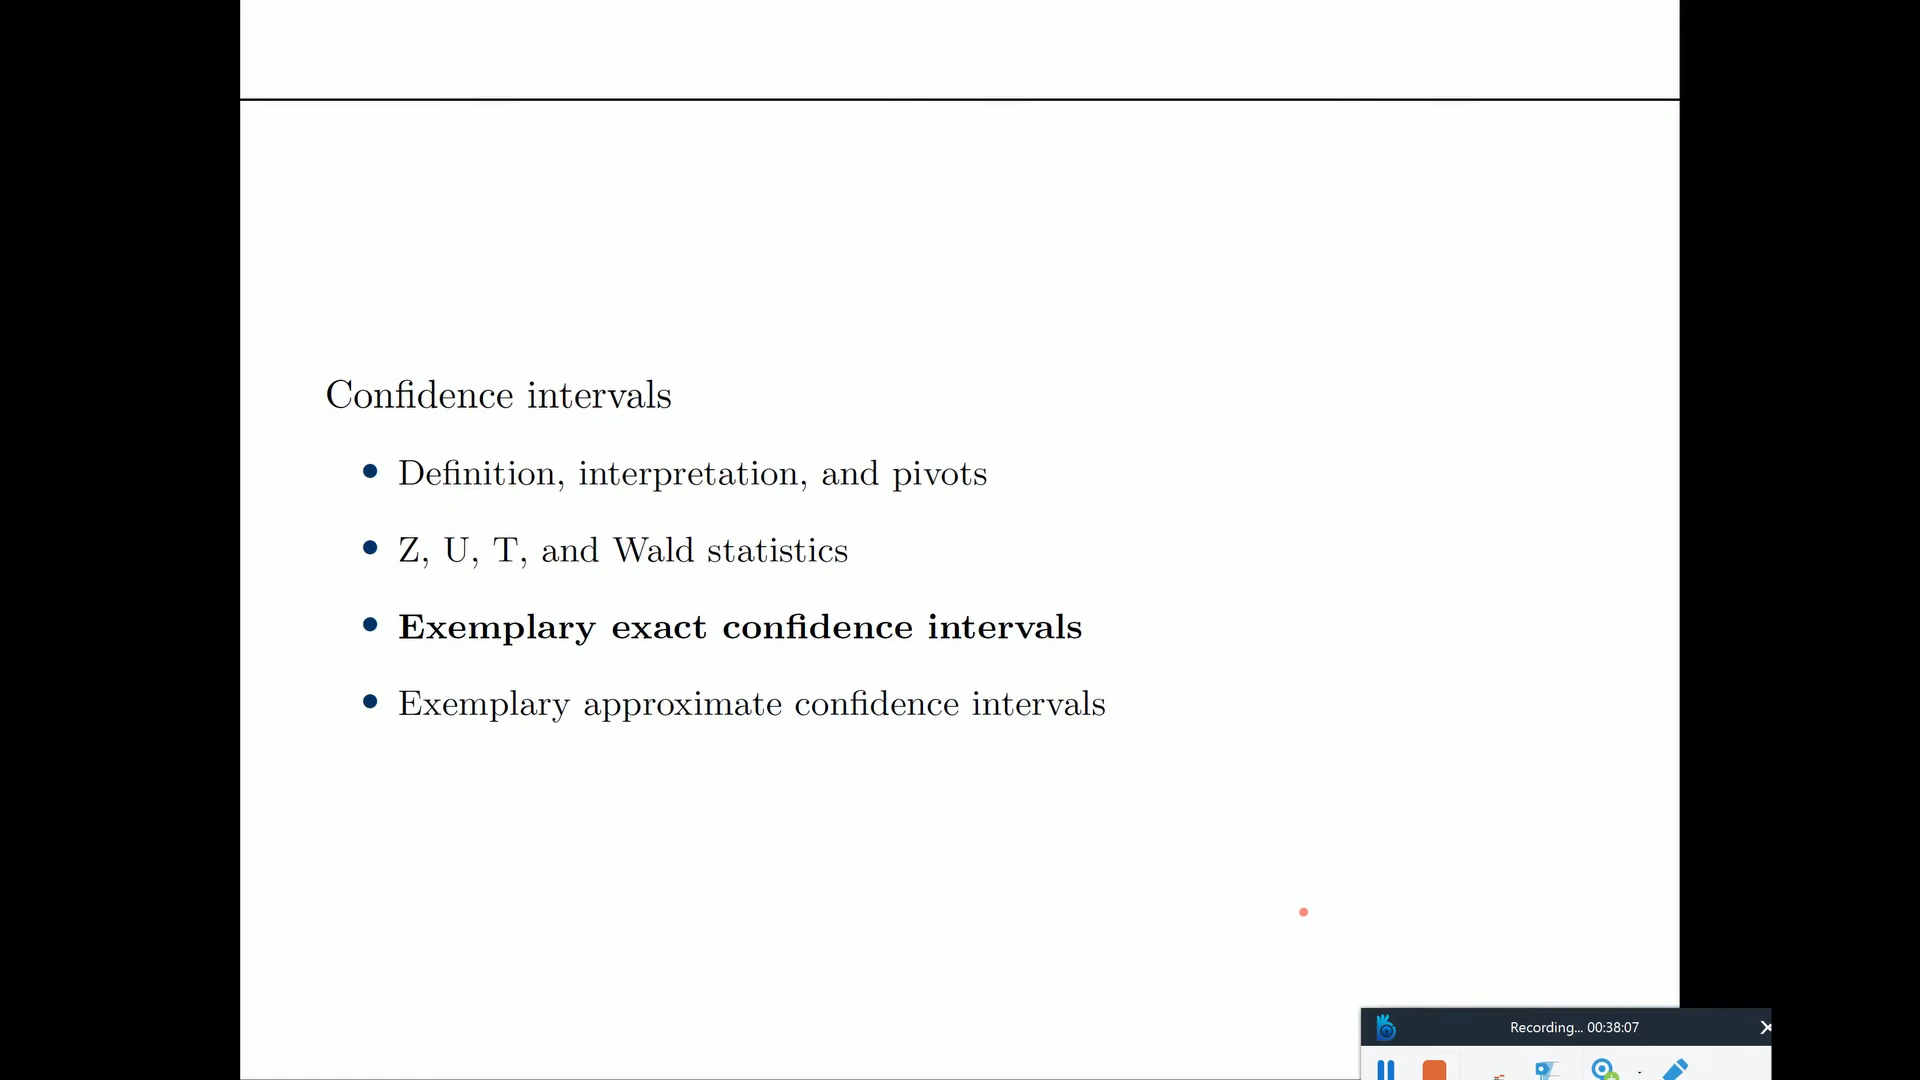 Confidence intervals
• Definition, interpretation, and pivots
• Z, U, T, and Wald statistics
• Exemplary exact confidence intervals
• Exemplary approximate confidence intervals
Recording... 00:38:07